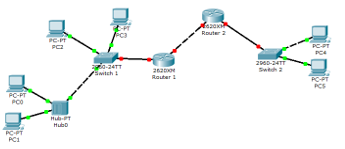 2620XM
Router 2
PC-PT
PC3
PC-PT
PC2
PC-PT
PC4
2950-24TT
Switch 1
2620XM
Router 1
2960-24TT
Switch 2
PC-PT
PC5
PC-PT
PC0
Hub-PT
Hub0
PC-PT
PC1